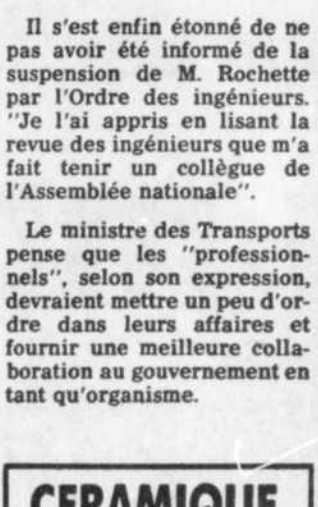 Il s'est enfin étonné de ne
pas avoir été informé de la
suspension de M. Rochette
par l'Ordre des ingénieurs.
"Je l'ai appris en lisant la
revue des ingénieurs que m'a
fait tenir un collègue de
l'Assemblée nationale".
Le ministre des Transports
pense que les "profession-
nels", selon son expression,
devraient mettre un peu d'or-
dre dans leurs affaires et
fournir une meilleure colla-
boration au gouvernement en
tant qu'organisme.
CERAMIQUE